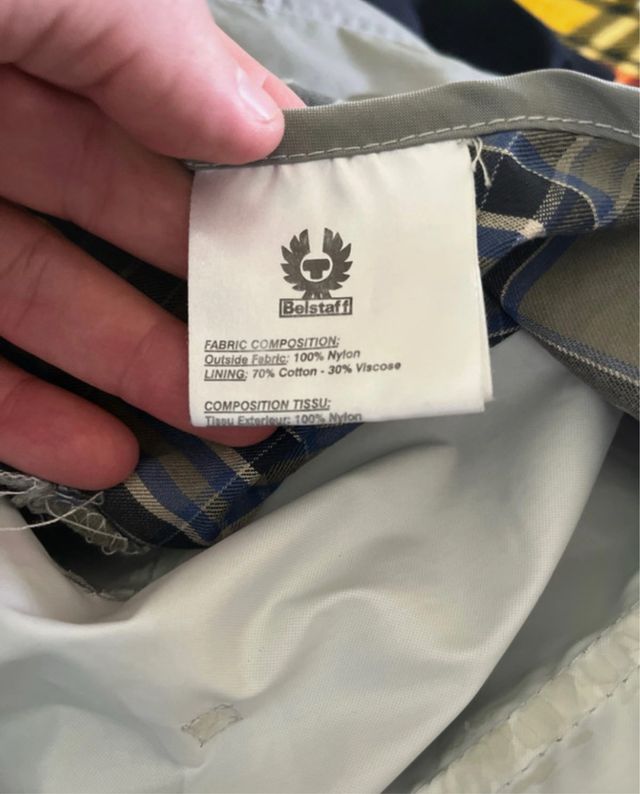 Belstaff
FABRIC COMPOSITION:
Outside Fabric: 100% Nylon
LINING: 70% Cotton - 30% Viscose
COMPOSITION TISSU:
Tissu Exterieur: 100% Nylon